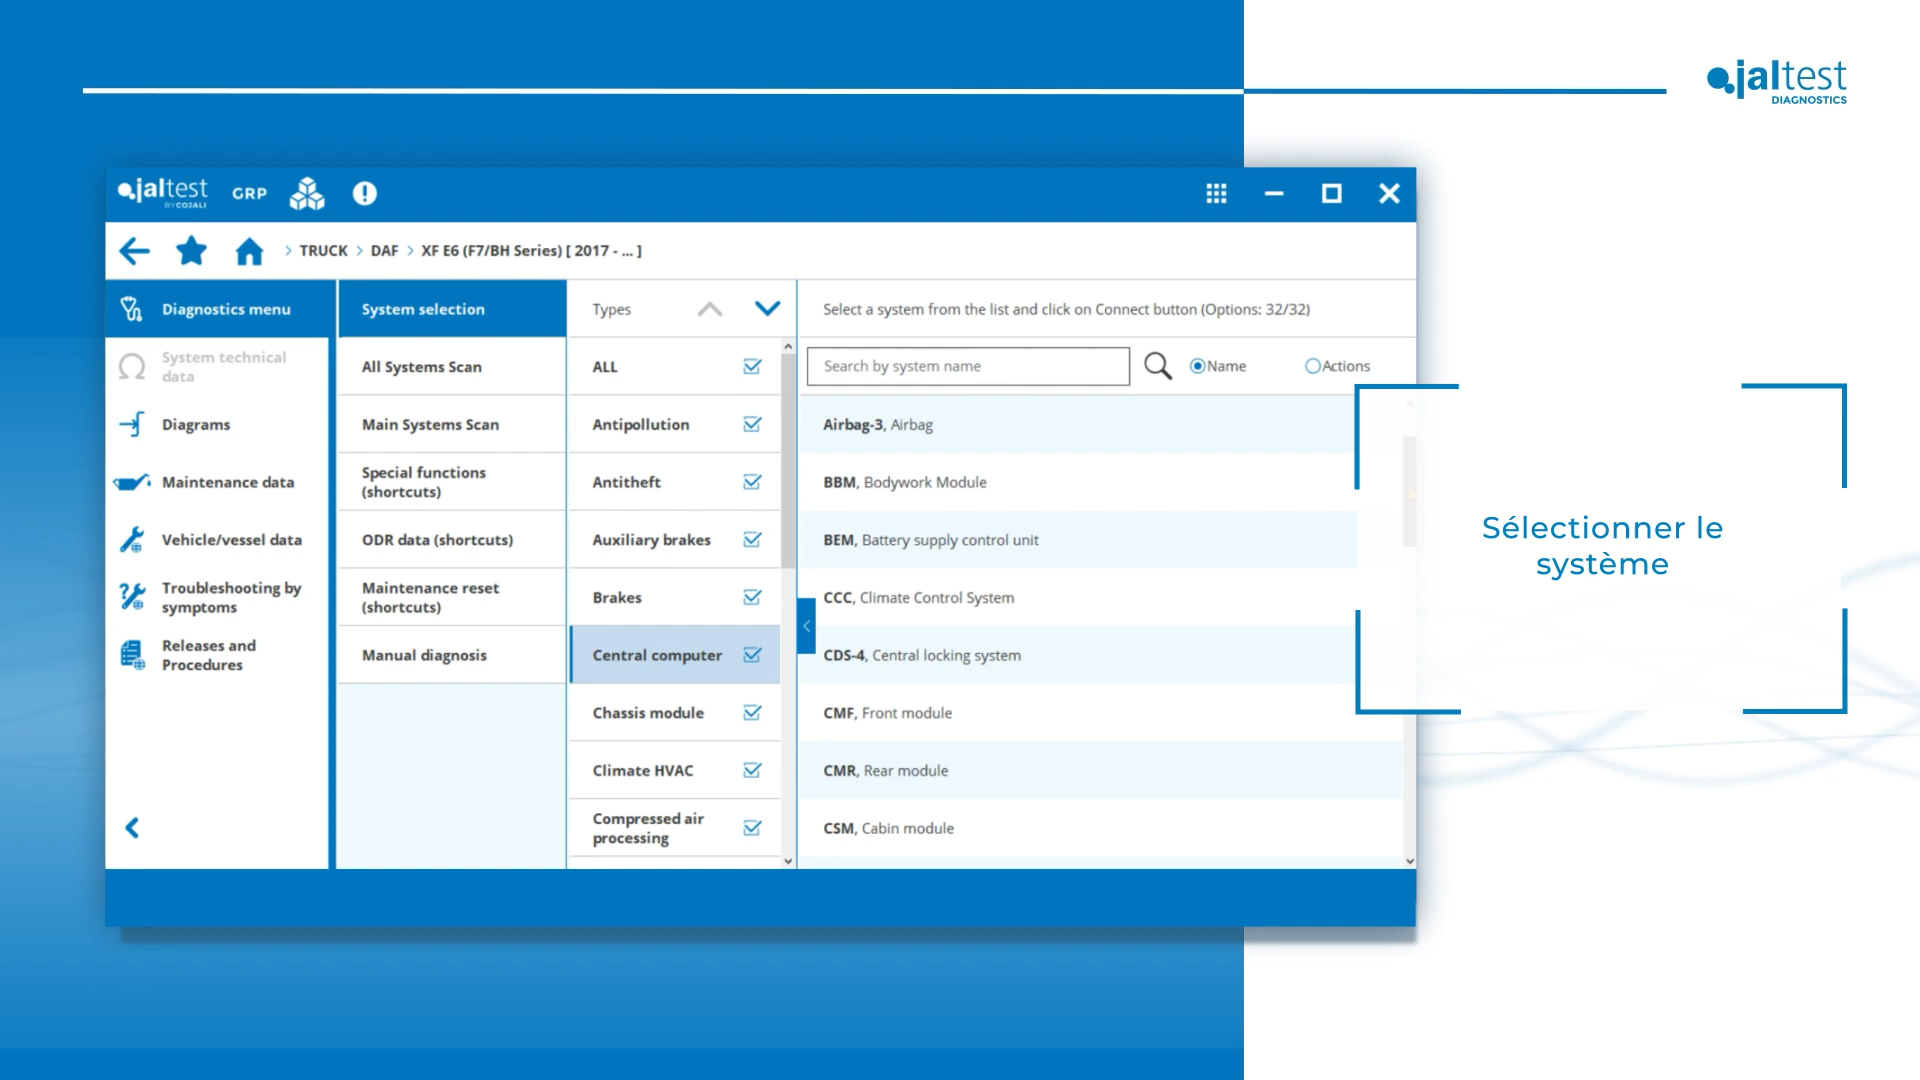 jaltest
DIAGNOSTICS
jaltest
BY COJALI
GRP
> TRUCK > DAF > XF E6 (F7/BH Series) [ 2017 - ... ]
Diagnostics menu
System technical
data
Diagrams
Maintenance data
Vehicle/vessel data
Troubleshooting by
symptoms
Releases and
Procedures
System selection
All Systems Scan
Main Systems Scan
Special functions
(shortcuts)
ODR data (shortcuts)
Maintenance reset
(shortcuts)
Manual diagnosis
Types
ALL
Antipollution
Antitheft
Auxiliary brakes
Brakes
Central computer
Chassis module
Climate HVAC
Compressed air
processing
Select a system from the list and click on Connect button (Options: 32/32)
Search by system name
Name
Actions
Airbag-3, Airbag
BBM, Bodywork Module
BEM, Battery supply control unit
CCC, Climate Control System
CDS-4, Central locking system
CMF, Front module
CMR, Rear module
CSM, Cabin module
Sélectionner le
système